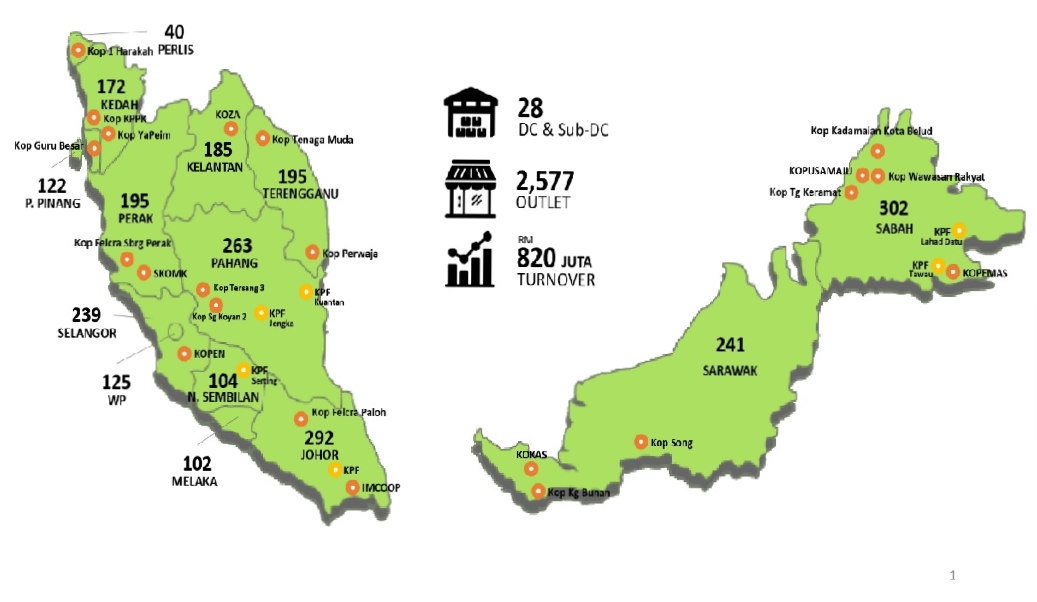 40
PERLIS
Kop 1 Harakah
172
KEDAH
Kop KPPK
Kop YaPeim
Kop Guru Besar
122
P. PINANG
KOZA
185
KELANTAN
Kop Tenaga Muda
195
TERENGGANU
195
PERAK
Kop Felcra Sbrg Perak
SKOMK
263
PAHANG
Kop Perwaja
Kop Tersang 3
Kop Sg Koyan 2
KPF
Kuantan
KPF
Jengka
239
SELANGOR
125
WP
KOPEN
KPF
Serting
104
N. SEMBILAN
102
MELAKA
Kop Felcra Paloh
292
JOHOR
KPF
IMCOOP
28
DC & Sub-DC
2,577
OUTLET
RM
820 JUTA
TURNOVER
Kop Kadamaian Kota Belud
KOPUSAMAJU
Kop Wawasan Rakyat
Kop Tg Keramat
302
SABAH
KPF
Lahad Datu
KPF
Tawau
KOPEMAS
241
SARAWAK
Kop Song
KOKAS
Kop Kg Bunan
1